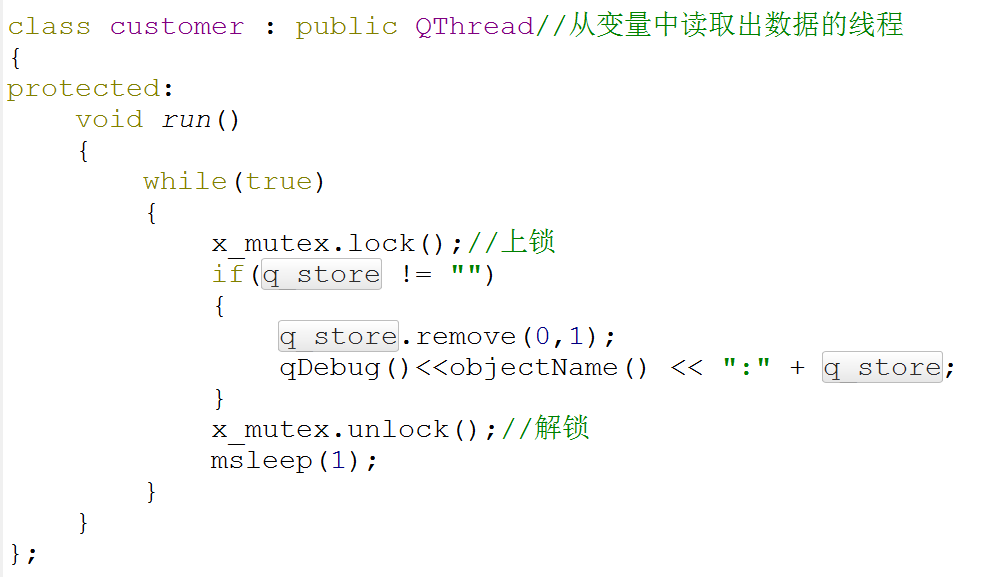 class customer : public QThread//从变量中读取出数据的线程
{
protected:
    void run()
    {
        while(true)
        {
            x_mutex.lock();//上锁
            if(q_store != "")
            {
                q_store.remove(0,1);
                qDebug()<<objectName() << ":" + q_store;
            }
            x_mutex.unlock();//解锁
            msleep(1);
        }
    }
};